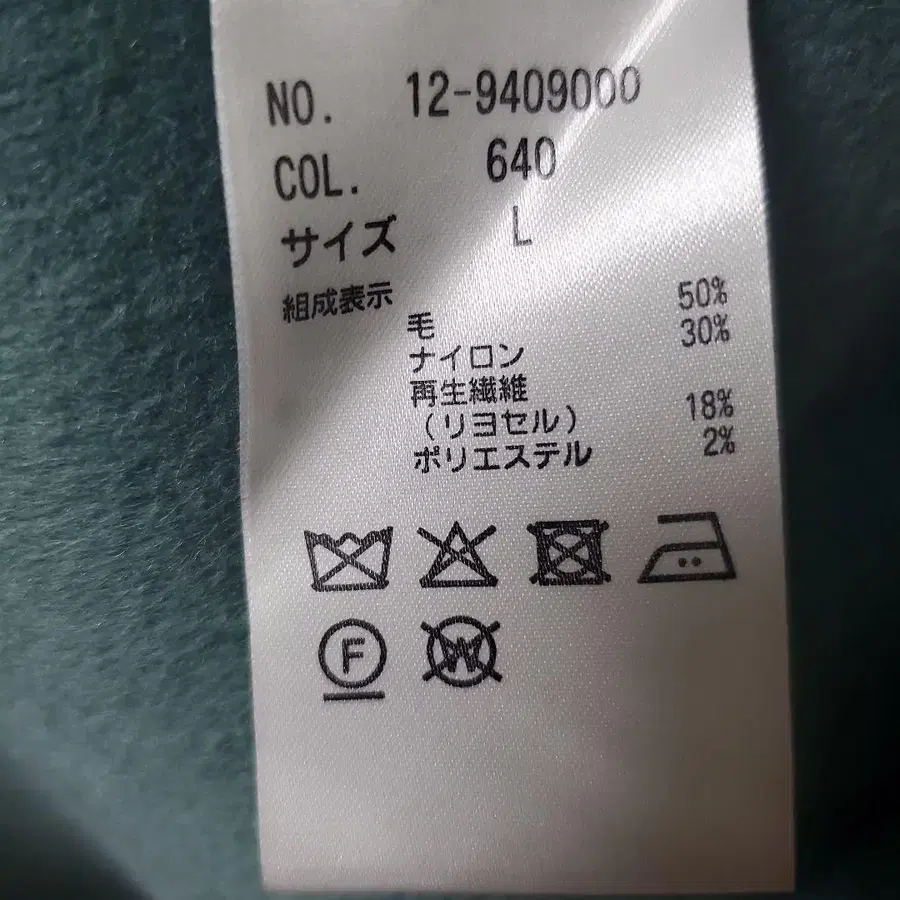 NO. 12-9409000
COL. 640
サイズ L
組成表示
毛 50%
ナイロン 30%
再生繊維
(リヨセル) 18%
ポリエステル 2%
F
W